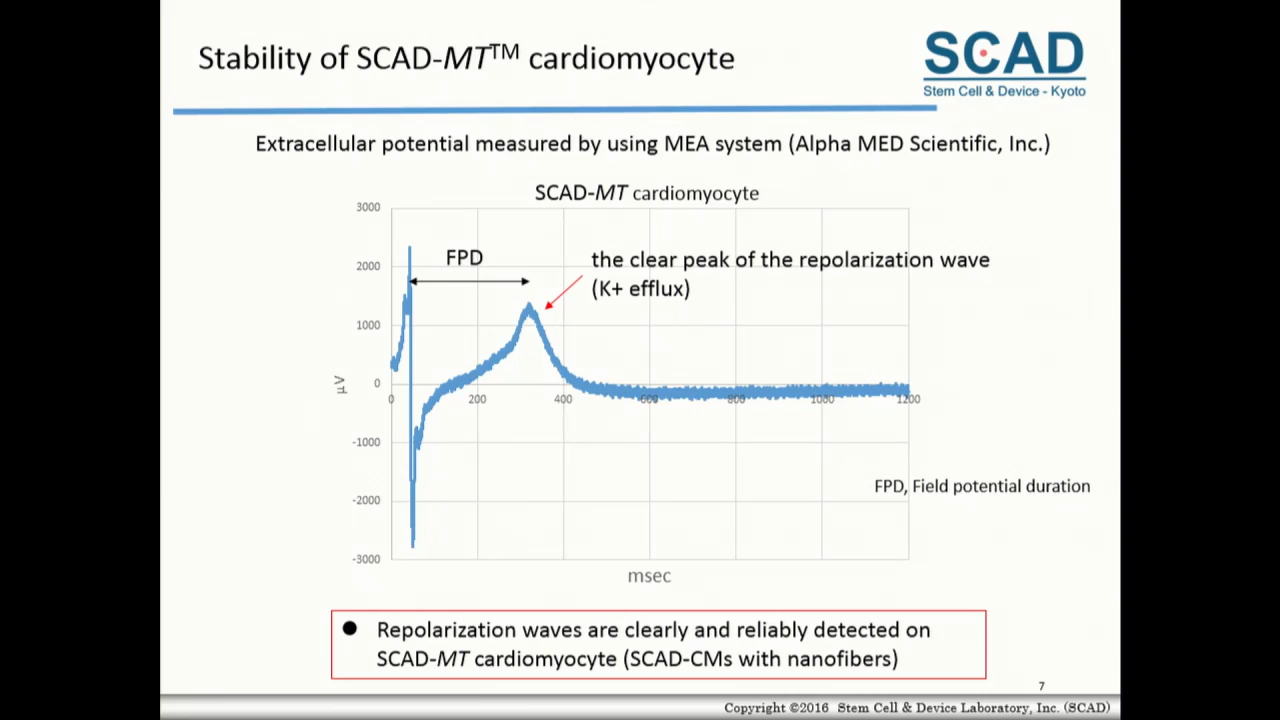 Stability of SCAD-MT™ cardiomyocyte
SCAD
Stem Cell & Device - Kyoto
Extracellular potential measured by using MEA system (Alpha MED Scientific, Inc.)
SCAD-MT cardiomyocyte
3000
2000
1000
0
-1000
-2000
-3000
μV
FPD
the clear peak of the repolarization wave
(K+ efflux)
0 200 400 600 800 1000 1200
FPD, Field potential duration
msec
● Repolarization waves are clearly and reliably detected on
SCAD-MT cardiomyocyte (SCAD-CMs with nanofibers)
7
Copyright ©2016 Stem Cell & Device Laboratory, Inc. (SCAD)